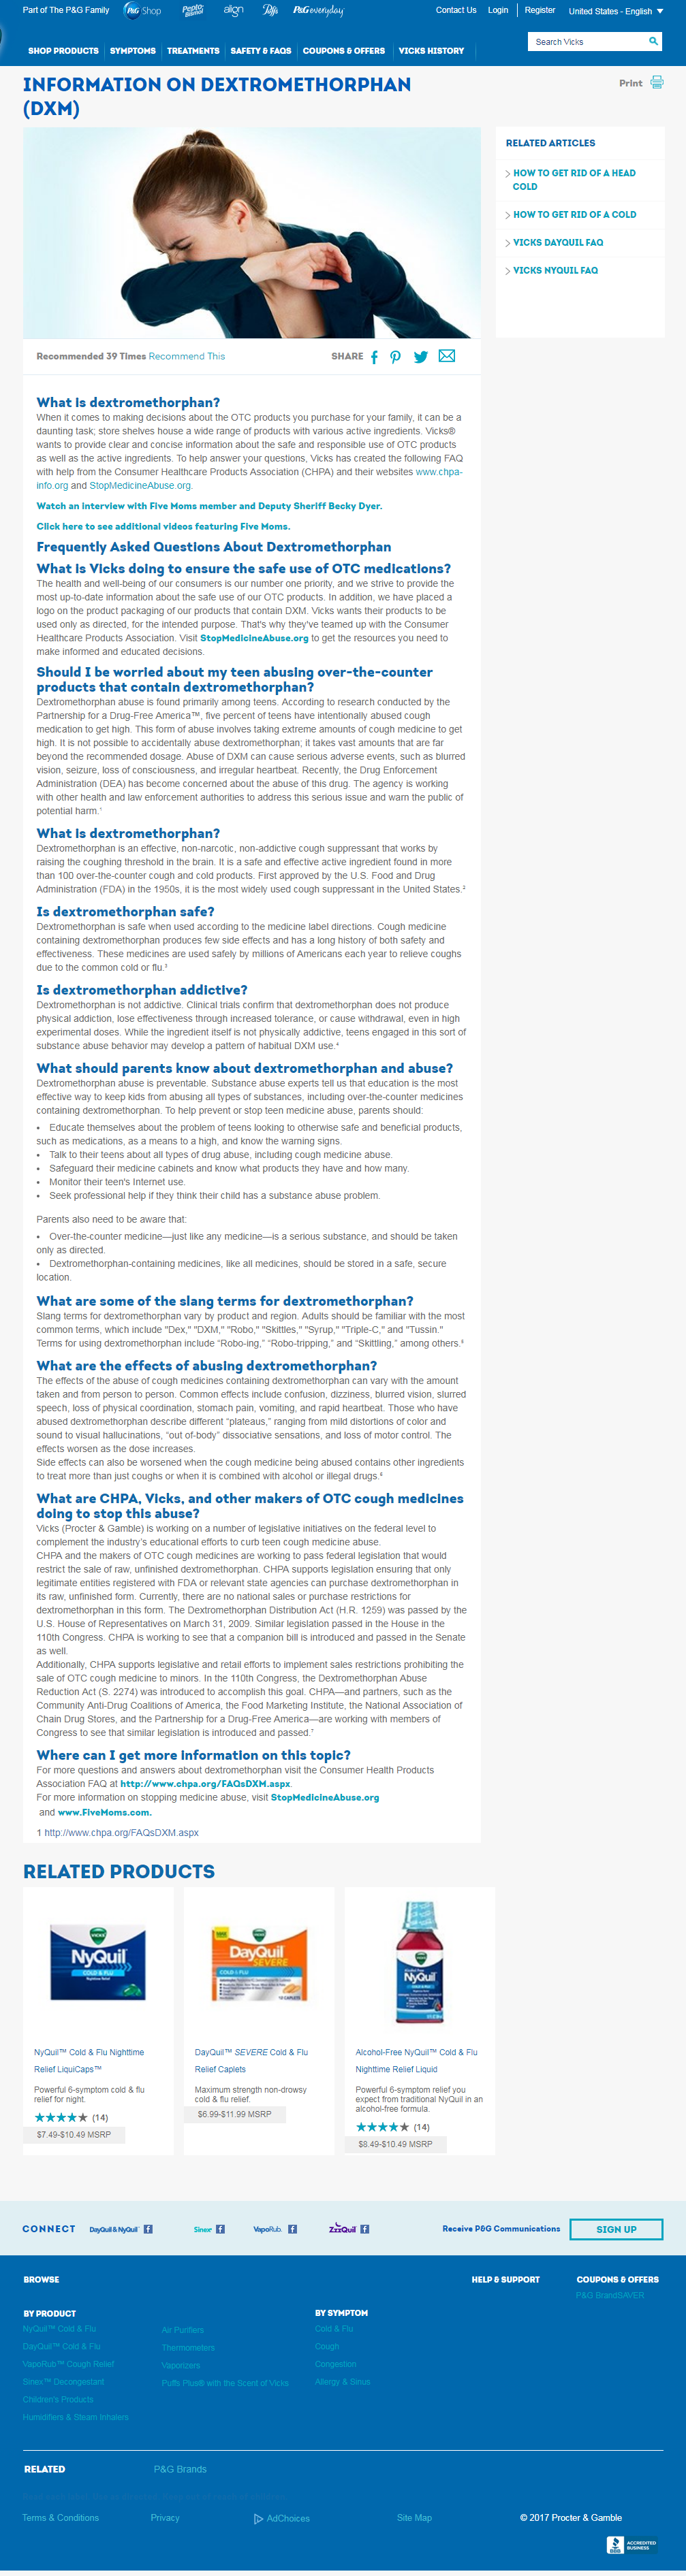 Part of The P&G Family
P&G Shop
Pepto Bismol
align
Puffs
P&G everyday
Contact Us
Login
Register
United States - English
SHOP PRODUCTS
SYMPTOMS
TREATMENTS
SAFETY & FAQS
COUPONS & OFFERS
VICKS HISTORY
Search Vicks
INFORMATION ON DEXTROMETHORPHAN
(DXM)
Print
RELATED ARTICLES
HOW TO GET RID OF A HEAD
COLD
HOW TO GET RID OF A COLD
VICKS DAYQUIL FAQ
VICKS NYQUIL FAQ
Recommended 39 Times Recommend This
SHARE
What is dextromethorphan?
When it comes to making decisions about the OTC products you purchase for your family, it can be a
daunting task; store shelves house a wide range of products with various active ingredients. Vicks®
wants to provide clear and concise information about the safe and responsible use of OTC products
as well as the active ingredients. To help answer your questions, Vicks has created the following FAQ
with help from the Consumer Healthcare Products Association (CHPA) and their websites www.chpa-
info.org and StopMedicineAbuse.org.
Watch an interview with Five Moms member and Deputy Sheriff Becky Dyer.
Click here to see additional videos featuring Five Moms.
Frequently Asked Questions About Dextromethorphan
What is Vicks doing to ensure the safe use of OTC medications?
The health and well-being of our consumers is our number one priority, and we strive to provide the
most up-to-date information about the safe use of our OTC products. In addition, we have placed a
logo on the product packaging of our products that contain DXM. Vicks wants their products to be
used only as directed, for the intended purpose. That's why they've teamed up with the Consumer
Healthcare Products Association. Visit StopMedicineAbuse.org to get the resources you need to
make informed and educated decisions.
Should I be worried about my teen abusing over-the-counter
products that contain dextromethorphan?
Dextromethorphan abuse is found primarily among teens. According to research conducted by the
Partnership for a Drug-Free America™, five percent of teens have intentionally abused cough
medication to get high. This form of abuse involves taking extreme amounts of cough medicine to get
high. It is not possible to accidentally abuse dextromethorphan; it takes vast amounts that are far
beyond the recommended dosage. Abuse of DXM can cause serious adverse events, such as blurred
vision, seizure, loss of consciousness, and irregular heartbeat. Recently, the Drug Enforcement
Administration (DEA) has become concerned about the abuse of this drug. The agency is working
with other health and law enforcement authorities to address this serious issue and warn the public of
potential harm.¹
What is dextromethorphan?
Dextromethorphan is an effective, non-narcotic, non-addictive cough suppressant that works by
raising the coughing threshold in the brain. It is a safe and effective active ingredient found in more
than 100 over-the-counter cough and cold products. First approved by the U.S. Food and Drug
Administration (FDA) in the 1950s, it is the most widely used cough suppressant in the United States.²
Is dextromethorphan safe?
Dextromethorphan is safe when used according to the medicine label directions. Cough medicine
containing dextromethorphan produces few side effects and has a long history of both safety and
effectiveness. These medicines are used safely by millions of Americans each year to relieve coughs
due to the common cold or flu.³
Is dextromethorphan addictive?
Dextromethorphan is not addictive. Clinical trials confirm that dextromethorphan does not produce
physical addiction, lose effectiveness through increased tolerance, or cause withdrawal, even in high
experimental doses. While the ingredient itself is not physically addictive, teens engaged in this sort of
substance abuse behavior may develop a pattern of habitual DXM use.⁴
What should parents know about dextromethorphan and abuse?
Dextromethorphan abuse is preventable. Substance abuse experts tell us that education is the most
effective way to keep kids from abusing all types of substances, including over-the-counter medicines
containing dextromethorphan. To help prevent or stop teen medicine abuse, parents should:
• Educate themselves about the problem of teens looking to otherwise safe and beneficial products,
such as medications, as a means to a high, and know the warning signs.
• Talk to their teens about all types of drug abuse, including cough medicine abuse.
• Safeguard their medicine cabinets and know what products they have and how many.
• Monitor their teen's Internet use.
• Seek professional help if they think their child has a substance abuse problem.
Parents also need to be aware that:
• Over-the-counter medicine—just like any medicine—is a serious substance, and should be taken
only as directed.
• Dextromethorphan-containing medicines, like all medicines, should be stored in a safe, secure
location.
What are some of the slang terms for dextromethorphan?
Slang terms for dextromethorphan vary by product and region. Adults should be familiar with the most
common terms, which include "Dex," "DXM," "Robo," "Skittles," "Syrup," "Triple-C," and "Tussin."
Terms for using dextromethorphan include “Robo-ing,” “Robo-tripping,” and “Skittling,” among others.⁵
What are the effects of abusing dextromethorphan?
The effects of the abuse of cough medicines containing dextromethorphan can vary with the amount
taken and from person to person. Common effects include confusion, dizziness, blurred vision, slurred
speech, loss of physical coordination, stomach pain, vomiting, and rapid heartbeat. Those who have
abused dextromethorphan describe different “plateaus,” ranging from mild distortions of color and
sound to visual hallucinations, “out of-body” dissociative sensations, and loss of motor control. The
effects worsen as the dose increases.
Side effects can also be worsened when the cough medicine being abused contains other ingredients
to treat more than just coughs or when it is combined with alcohol or illegal drugs.⁶
What are CHPA, Vicks, and other makers of OTC cough medicines
doing to stop this abuse?
Vicks (Procter & Gamble) is working on a number of legislative initiatives on the federal level to
complement the industry’s educational efforts to curb teen cough medicine abuse.
CHPA and the makers of OTC cough medicines are working to pass federal legislation that would
restrict the sale of raw, unfinished dextromethorphan. CHPA supports legislation ensuring that only
legitimate entities registered with FDA or relevant state agencies can purchase dextromethorphan in
its raw, unfinished form. Currently, there are no national sales or purchase restrictions for
dextromethorphan in this form. The Dextromethorphan Distribution Act (H.R. 1259) was passed by the
U.S. House of Representatives on March 31, 2009. Similar legislation passed in the House in the
110th Congress. CHPA is working to see that a companion bill is introduced and passed in the Senate
as well.
Additionally, CHPA supports legislative and retail efforts to implement sales restrictions prohibiting the
sale of OTC cough medicine to minors. In the 110th Congress, the Dextromethorphan Abuse
Reduction Act (S. 2274) was introduced to accomplish this goal. CHPA—and partners, such as the
Community Anti-Drug Coalitions of America, the Food Marketing Institute, the National Association of
Chain Drug Stores, and the Partnership for a Drug-Free America—are working with members of
Congress to see that similar legislation is introduced and passed.⁷
Where can I get more information on this topic?
For more questions and answers about dextromethorphan visit the Consumer Health Products
Association FAQ at http://www.chpa.org/FAQsDXM.aspx.
For more information on stopping medicine abuse, visit StopMedicineAbuse.org
and www.FiveMoms.com.
1 http://www.chpa.org/FAQsDXM.aspx
RELATED PRODUCTS
VICKS NyQuil COLD & FLU
VICKS DayQuil SEVERE COLD & FLU
VICKS NyQuil COLD & FLU
NyQuil™ Cold & Flu Nighttime
Relief LiquiCaps™
Powerful 6-symptom cold & flu
relief for night.
(14)
$7.49-$10.49 MSRP
DayQuil™ SEVERE Cold & Flu
Relief Caplets
Maximum strength non-drowsy
cold & flu relief.
$6.99-$11.99 MSRP
Alcohol-Free NyQuil™ Cold & Flu
Nighttime Relief Liquid
Powerful 6-symptom relief you
expect from traditional NyQuil in an
alcohol-free formula.
(14)
$8.49-$10.49 MSRP
CONNECT
DayQuil & NyQuil
Sinex
VapoRub
ZzzQuil
Receive P&G Communications
SIGN UP
BROWSE
HELP & SUPPORT
COUPONS & OFFERS
P&G BrandSAVER
BY PRODUCT
NyQuil™ Cold & Flu
DayQuil™ Cold & Flu
VapoRub™ Cough Relief
Sinex™ Decongestant
Children's Products
Humidifiers & Steam Inhalers
Air Purifiers
Thermometers
Vaporizers
Puffs Plus® with the Scent of Vicks
BY SYMPTOM
Cold & Flu
Cough
Congestion
Allergy & Sinus
RELATED
P&G Brands
Terms & Conditions
Privacy
AdChoices
Site Map
© 2017 Procter & Gamble
BBB ACCREDITED BUSINESS